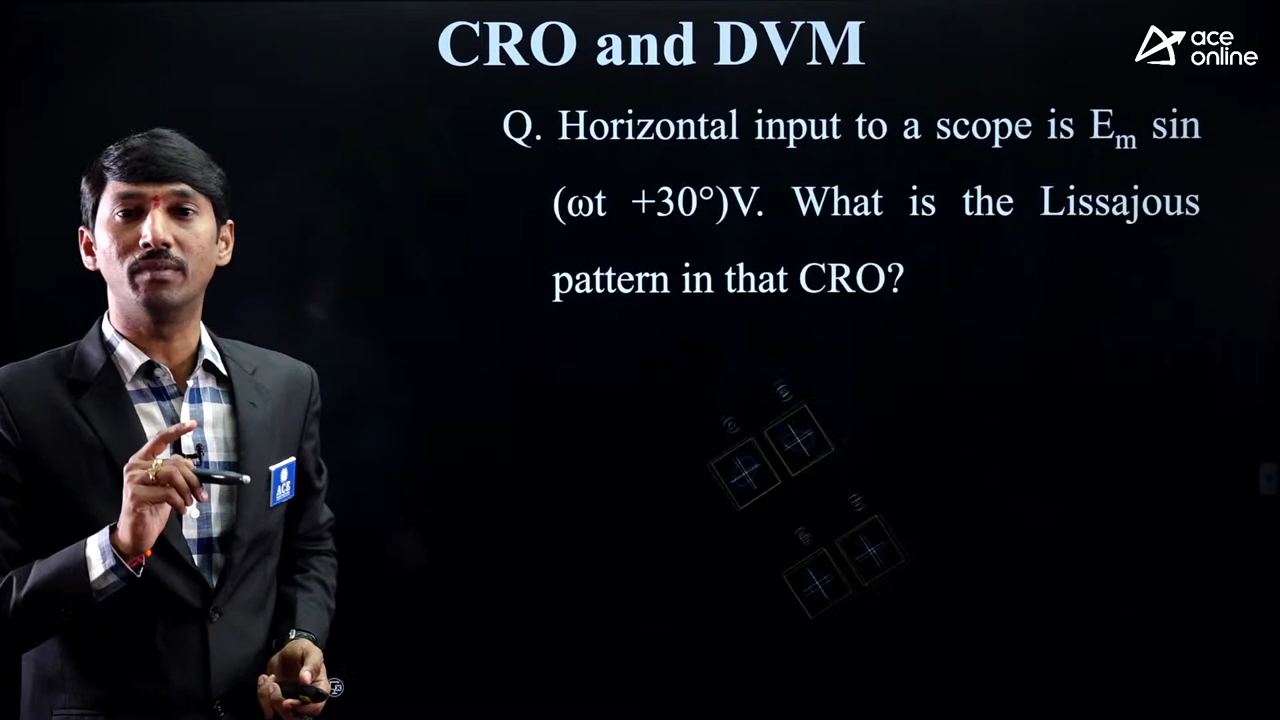 CRO and DVM
ace
online
Q. Horizontal input to a scope is Em sin
(ωt +30°)V. What is the Lissajous
pattern in that CRO?
ACE